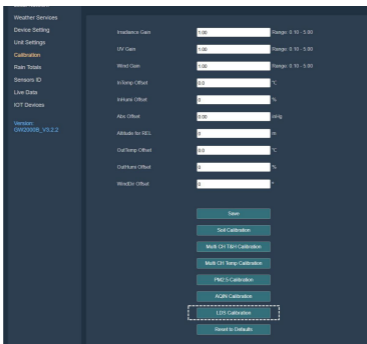 Weather Services
Device Setting
Unit Settings
Calibration
Rain Totals
Sensors ID
Live Data
IOT Devices
Version:
GW2000B_V3.2.2
Irradiance Gain 1.00 Range: 0.10 - 5.00
UV Gain 1.00 Range: 0.10 - 5.00
Wind Gain 1.00 Range: 0.10 - 5.00
InTemp Offset 0.0 ℃
InHumi Offset 0 %
Abs Offset 0.00
Altitude for REL 0 m
OutTemp Offset 0.0 ℃
OutHumi Offset 0 %
WindDir Offset 0 °
Save
Soil Calibration
Multi CH T&H Calibration
Multi CH Temp Calibration
PM2.5 Calibration
AQIN Calibration
LDS Calibration
Reset to Defaults